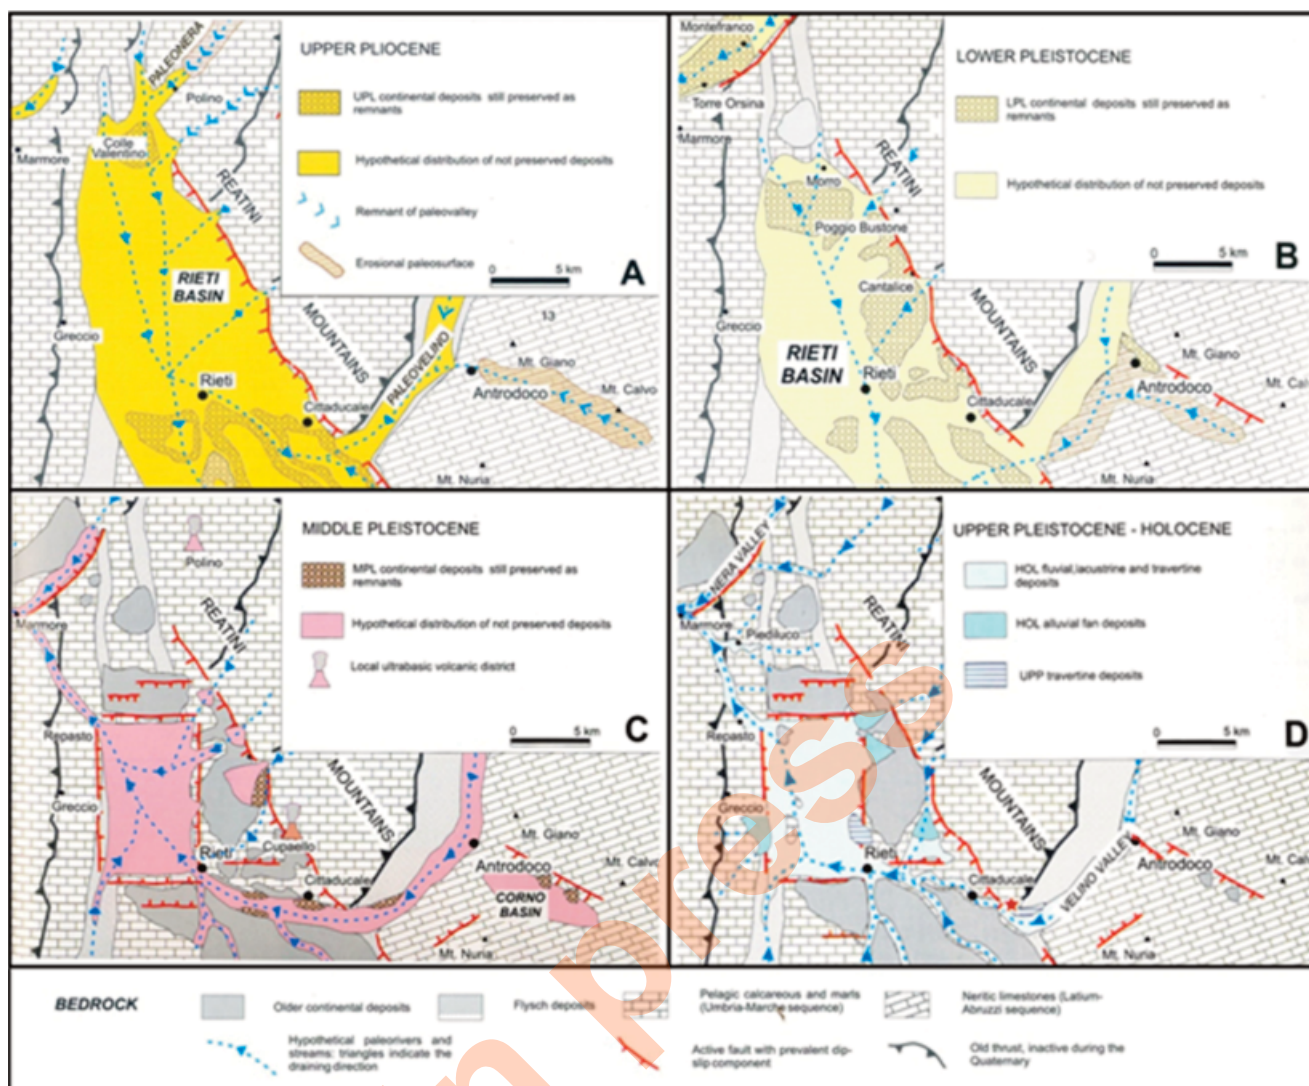 UPPER PLIOCENE
UPL continental deposits still preserved as
remnants
Hypothetical distribution of not preserved deposits
Remnant of paleovalley
Erosional paleosurface
0 5 km
A
PALEONERA
Polino
Colle
Valentino
Marmore
REATINI
RIETI
BASIN
MOUNTAINS
13
Greccio
Rieti
Cittaducale
PALEOVELINO
Mt. Giano
Antrodoco
Mt. Calvo
Mt. Nuria
LOWER PLEISTOCENE
LPL continental deposits still preserved as
remnants
Hypothetical distribution of not preserved deposits
0 5 km
B
Montefranco
Torre Orsina
Marmore
REATINI
Morro
Poggio Bustone
Cantalice
MOUNTAINS
Greccio
RIETI
BASIN
Rieti
Cittaducale
Mt. Giano
Antrodoco
Mt. Cal
Mt. Nuria
MIDDLE PLEISTOCENE
MPL continental deposits still preserved as
remnants
Hypothetical distribution of not preserved deposits
Local ultrabasic volcanic district
0 5 km
C
Polino
Marmore
REATINI
Repasto
Greccio
MOUNTAINS
Rieti
Cupaello
Cittaducale
Mt. Giano
Antrodoco
Mt. Calvo
CORNO
BASIN
Mt. Nuria
UPPER PLEISTOCENE - HOLOCENE
HOL fluvial,lacustrine and travertine
deposits
HOL alluvial fan deposits
UPP travertine deposits
0 5 km
D
NERA VALLEY
Marmore
Piediluco
REATINI
Repasto
Greccio
MOUNTAINS
Rieti
Cittaducale
VELINO VALLEY
Mt. Giano
Antrodoco
Mt. Cal
Mt. Nuria
BEDROCK
Older continental deposits
Flysch deposits
Pelagic calcareous and marls
(Umbria-Marche sequence)
Neritic limestones (Latium-
Abruzzi sequence)
Hypothetical paleorivers and
streams: triangles indicate the
draining direction
Active fault with prevalent dip-
slip component
Old thrust, inactive during the
Quaternary
in press